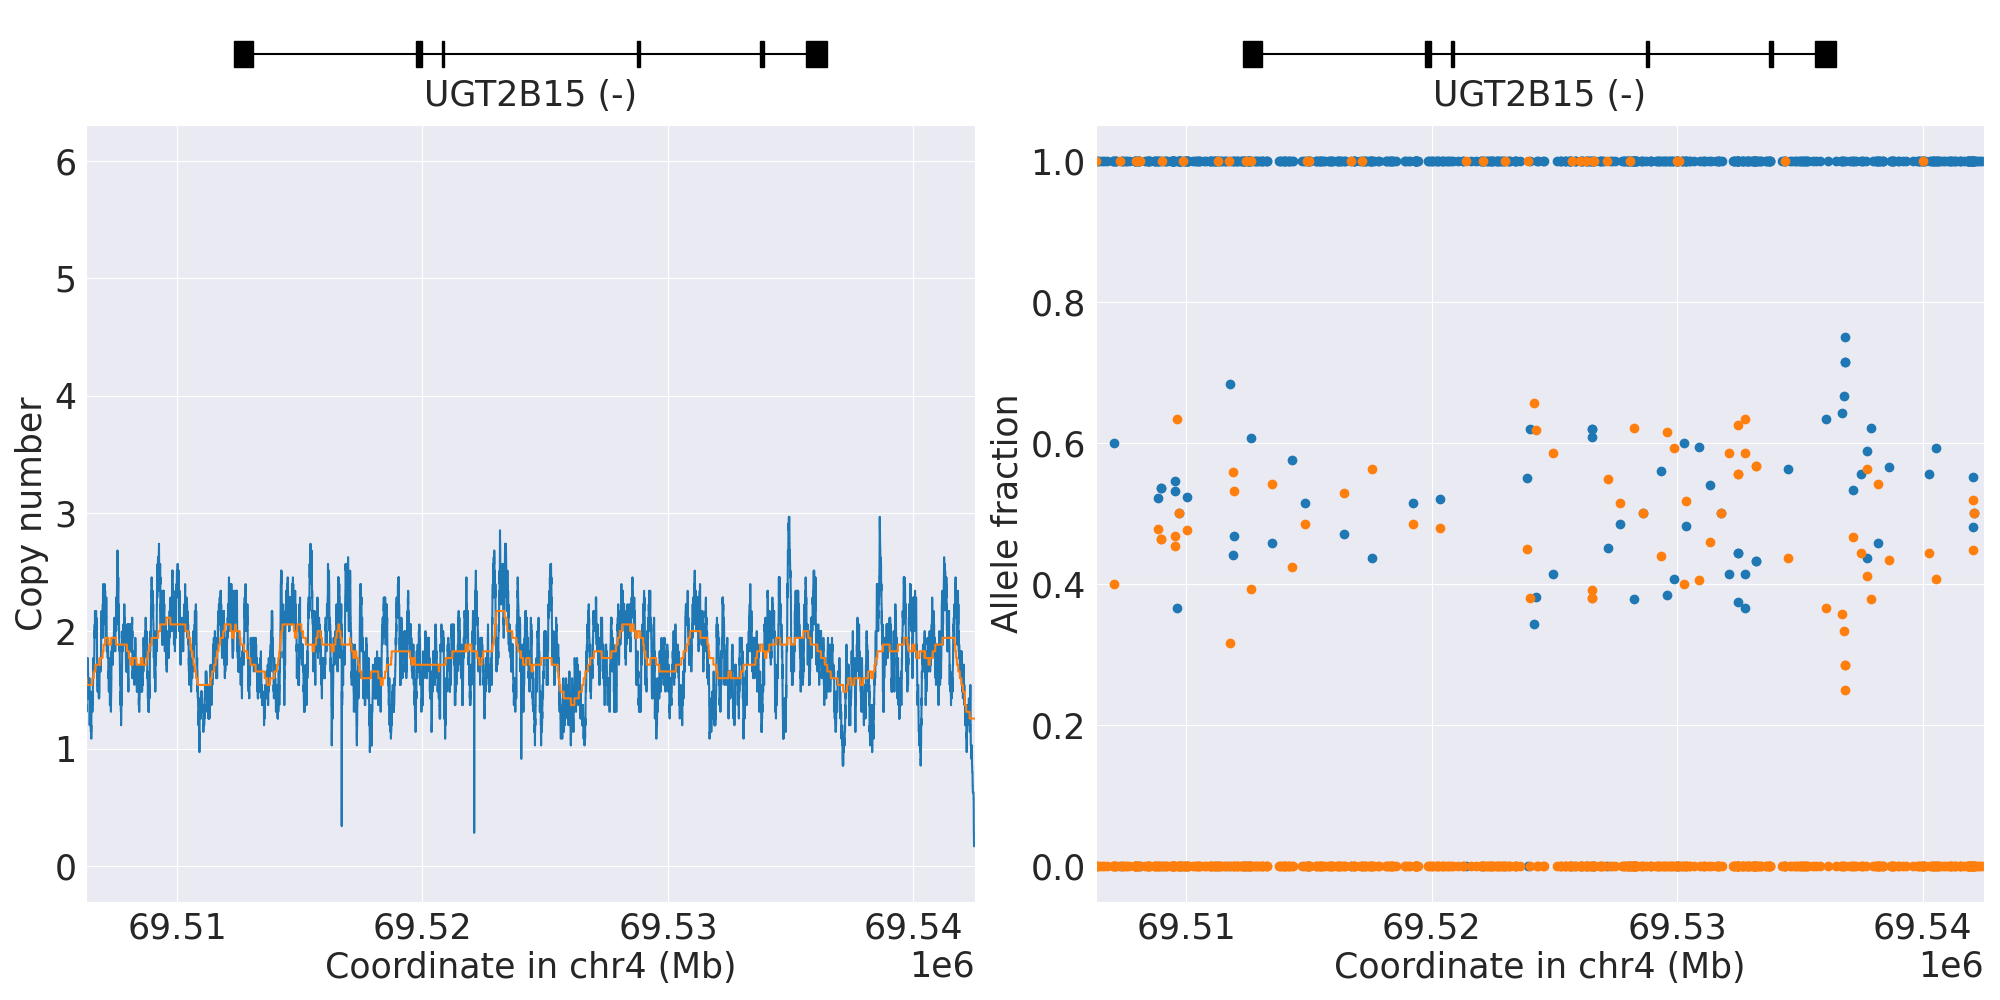 UGT2B15 (-)
6
5
4
3
2
1
0
Copy number
69.51 69.52 69.53 69.54
Coordinate in chr4 (Mb)
1e6
UGT2B15 (-)
1.0
0.8
0.6
0.4
0.2
0.0
Allele fraction
69.51 69.52 69.53 69.54
Coordinate in chr4 (Mb)
1e6